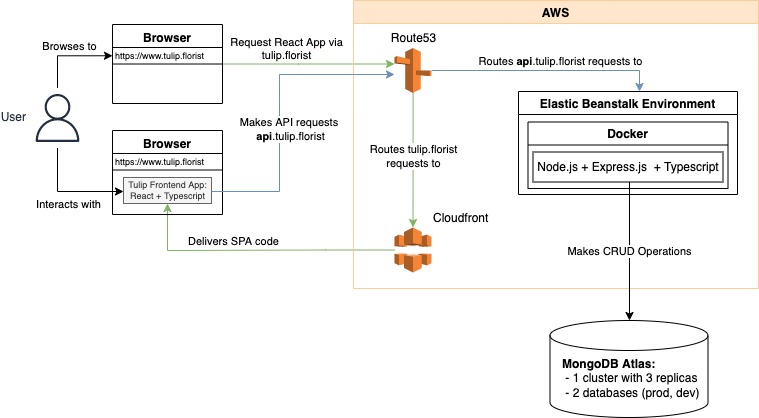 AWS
Browser
https://www.tulip.florist
Browses to
Request React App via
tulip.florist
Route53
Routes api.tulip.florist requests to
User
Elastic Beanstalk Environment
Docker
Node.js + Express.js + Typescript
Makes API requests
api.tulip.florist
Browser
https://www.tulip.florist
Tulip Frontend App:
React + Typescript
Interacts with
Routes tulip.florist
requests to
Cloudfront
Delivers SPA code
Makes CRUD Operations
MongoDB Atlas:
- 1 cluster with 3 replicas
- 2 databases (prod, dev)